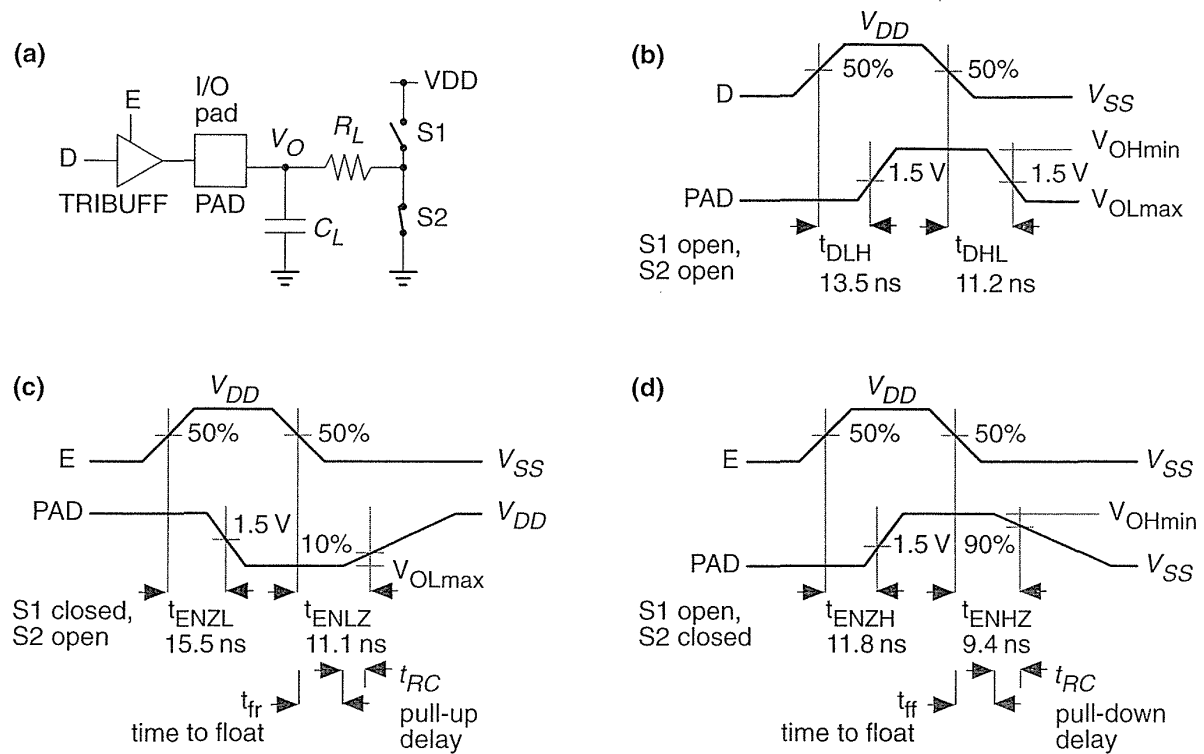 (a)
VDD
E
I/O
pad
V_O
R_L
S1
D
TRIBUFF
PAD
C_L
S2
(b)
V_DD
50%
50%
D
V_SS
V_OHmin
1.5 V
1.5 V
PAD
V_OLmax
S1 open,
S2 open
t_DLH
13.5 ns
t_DHL
11.2 ns
(c)
V_DD
50%
50%
E
V_SS
PAD
V_DD
1.5 V
10%
V_OLmax
S1 closed,
S2 open
t_ENZL
15.5 ns
t_ENLZ
11.1 ns
t_fr
time to float
t_RC
pull-up
delay
(d)
V_DD
50%
50%
E
V_SS
V_OHmin
1.5 V
90%
PAD
V_SS
S1 open,
S2 closed
t_ENZH
11.8 ns
t_ENHZ
9.4 ns
t_ff
time to float
t_RC
pull-down
delay